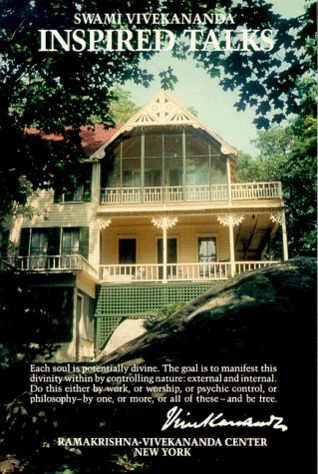 SWAMI VIVEKANANDA
INSPIRED TALKS
Each soul is potentially divine. The goal is to manifest this
divinity within by controlling nature: external and internal.
Do this either by work, or worship, or psychic control, or
philosophy–by one, or more, or all of these–and be free.
Vivekananda
RAMAKRISHNA-VIVEKANANDA CENTER
NEW YORK